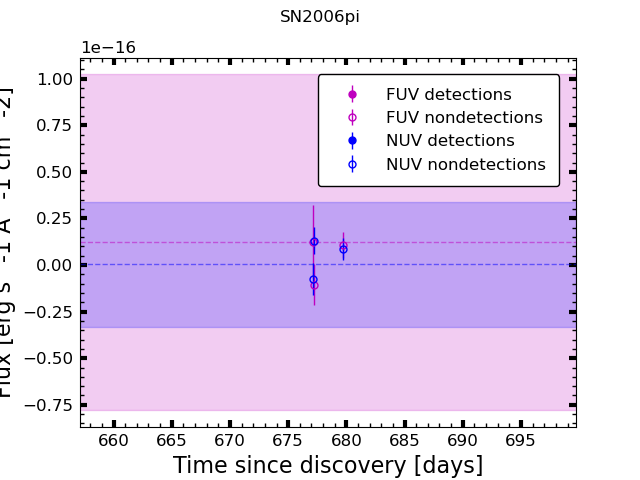 SN2006pi
1e−16
1.00
0.75
0.50
0.25
0.00
−0.25
−0.50
−0.75
Flux [erg s -1 A -1 cm -2]
FUV detections
FUV nondetections
NUV detections
NUV nondetections
660 665 670 675 680 685 690 695
Time since discovery [days]